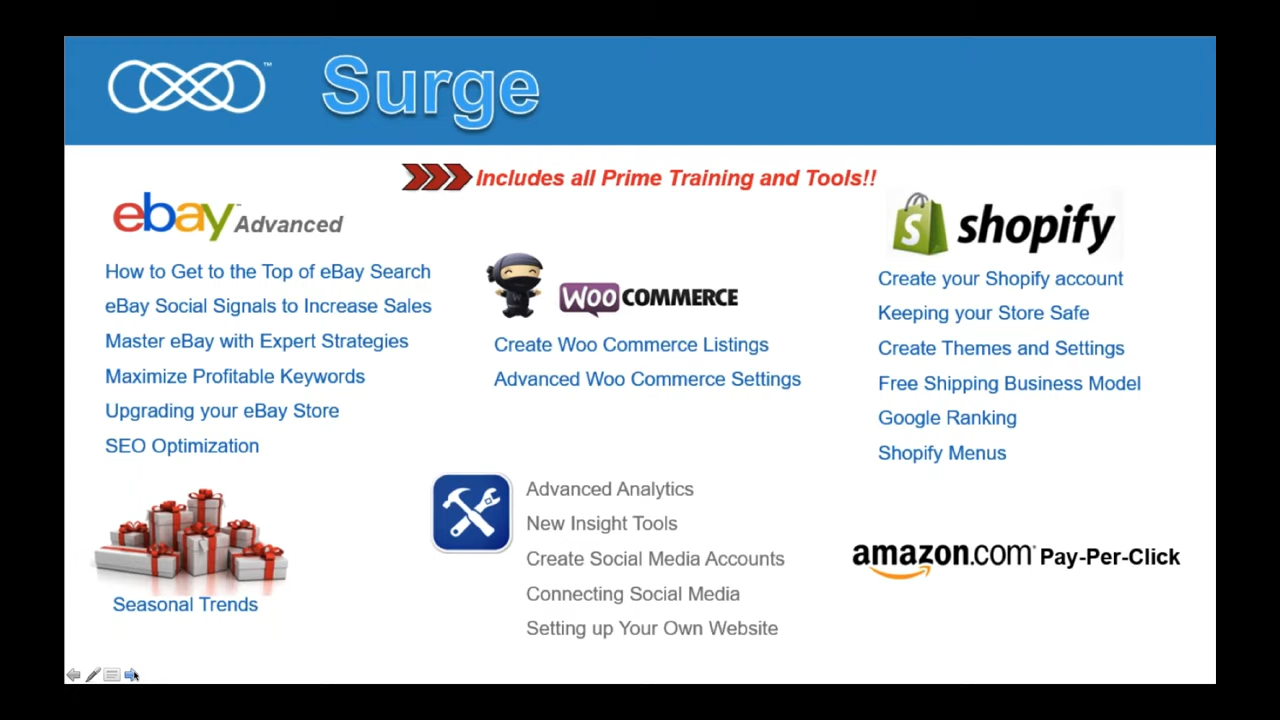 Surge
Includes all Prime Training and Tools!!
ebay™ Advanced
How to Get to the Top of eBay Search
eBay Social Signals to Increase Sales
Master eBay with Expert Strategies
Maximize Profitable Keywords
Upgrading your eBay Store
SEO Optimization
WOO COMMERCE
Create Woo Commerce Listings
Advanced Woo Commerce Settings
shopify
Create your Shopify account
Keeping your Store Safe
Create Themes and Settings
Free Shipping Business Model
Google Ranking
Shopify Menus
Seasonal Trends
Advanced Analytics
New Insight Tools
Create Social Media Accounts
Connecting Social Media
Setting up Your Own Website
amazon.com Pay-Per-Click